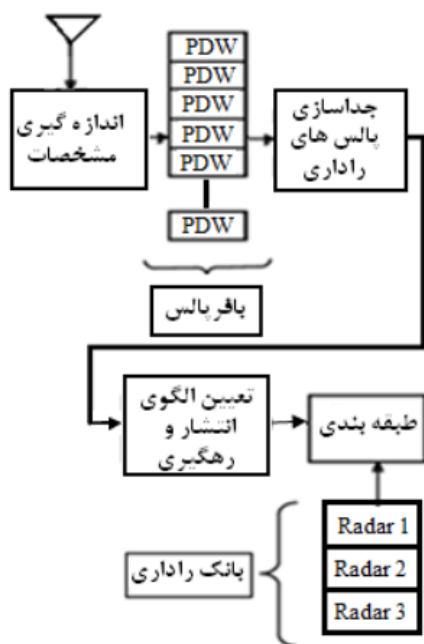 اندازه گیری
مشخصات
PDW
PDW
PDW
PDW
PDW
PDW
جداسازی
پالس های
راداری
بافر پالس
تعیین الگوی
انتشار و
رهگیری
طبقه بندی
بانک راداری
Radar 1
Radar 2
Radar 3